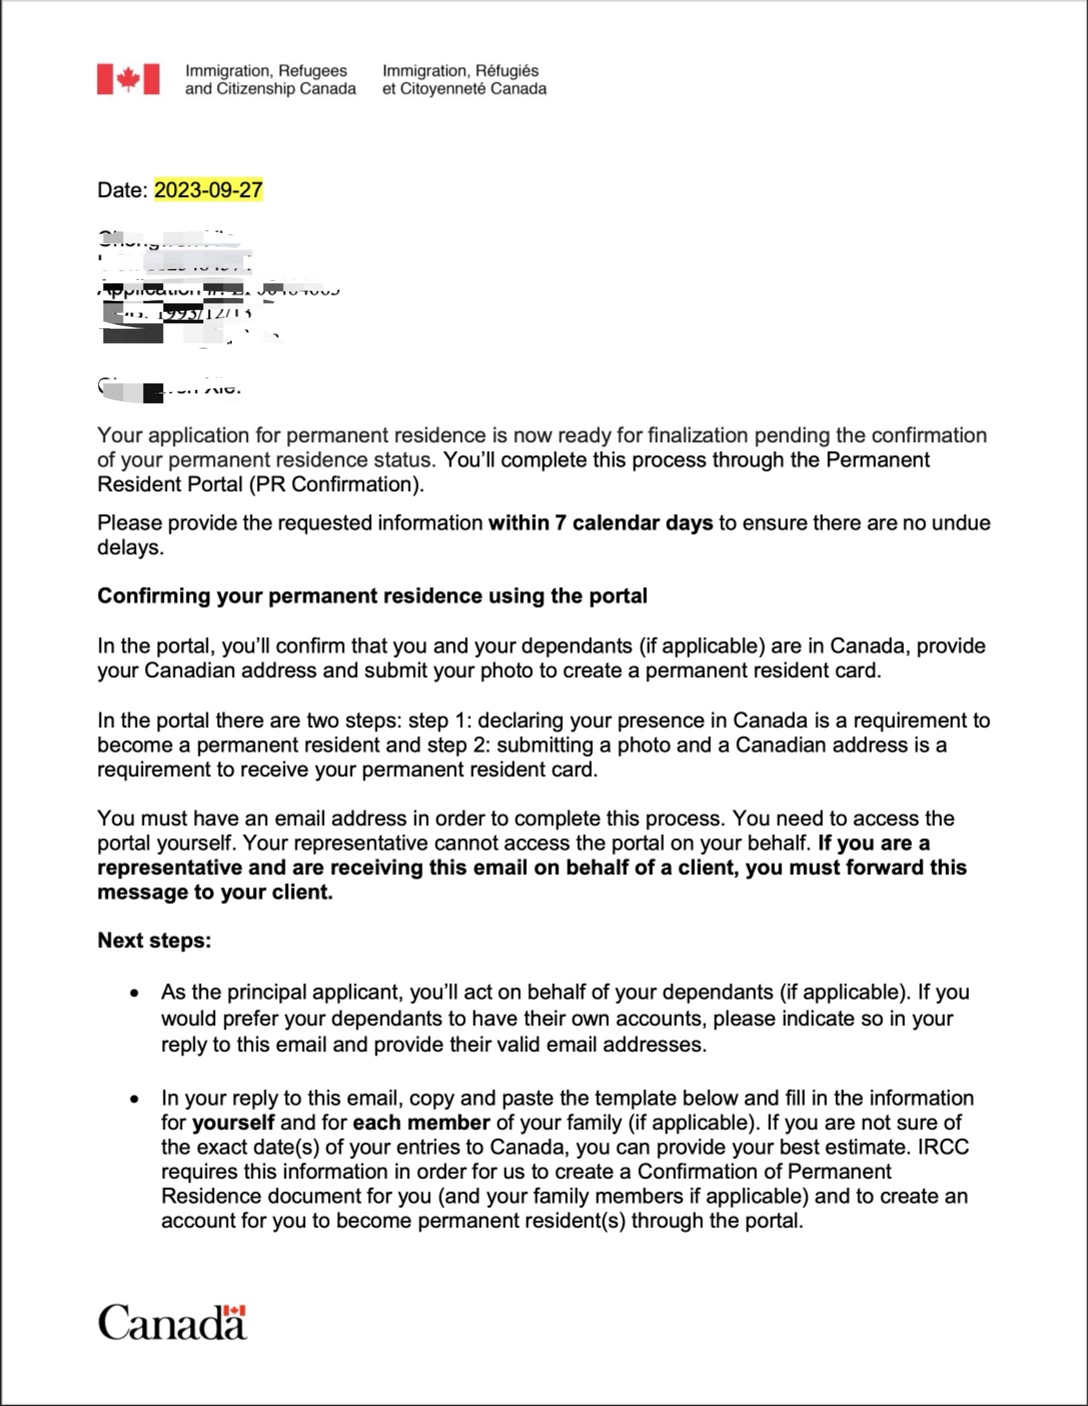 Immigration, Refugees
and Citizenship Canada
Immigration, Réfugiés
et Citoyenneté Canada
Date: 2023-09-27
Your application for permanent residence is now ready for finalization pending the confirmation
of your permanent residence status. You’ll complete this process through the Permanent
Resident Portal (PR Confirmation).
Please provide the requested information within 7 calendar days to ensure there are no undue
delays.
Confirming your permanent residence using the portal
In the portal, you’ll confirm that you and your dependants (if applicable) are in Canada, provide
your Canadian address and submit your photo to create a permanent resident card.
In the portal there are two steps: step 1: declaring your presence in Canada is a requirement to
become a permanent resident and step 2: submitting a photo and a Canadian address is a
requirement to receive your permanent resident card.
You must have an email address in order to complete this process. You need to access the
portal yourself. Your representative cannot access the portal on your behalf. If you are a
representative and are receiving this email on behalf of a client, you must forward this
message to your client.
Next steps:
• As the principal applicant, you’ll act on behalf of your dependants (if applicable). If you
would prefer your dependants to have their own accounts, please indicate so in your
reply to this email and provide their valid email addresses.
• In your reply to this email, copy and paste the template below and fill in the information
for yourself and for each member of your family (if applicable). If you are not sure of
the exact date(s) of your entries to Canada, you can provide your best estimate. IRCC
requires this information in order for us to create a Confirmation of Permanent
Residence document for you (and your family members if applicable) and to create an
account for you to become permanent resident(s) through the portal.
Canada